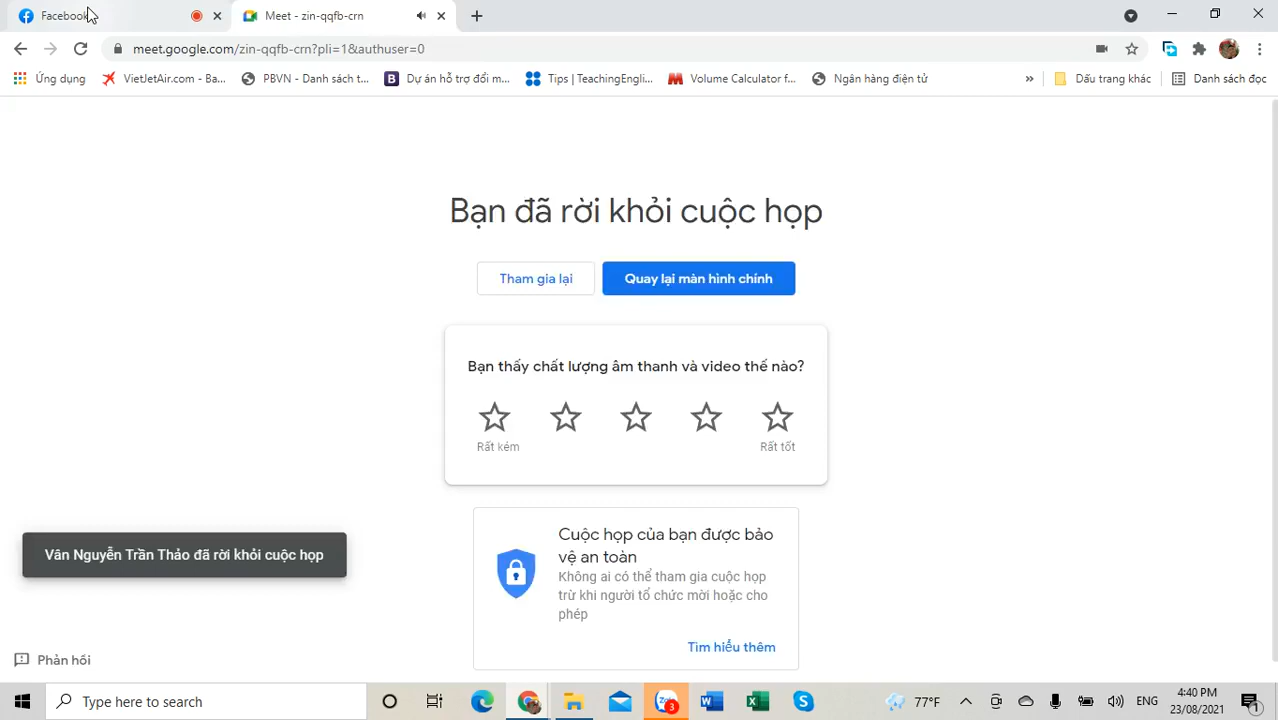 Facebook
Meet - zin-qqfb-crn
meet.google.com/zin-qqfb-crn?pli=1&authuser=0
Ứng dụng
VietJetAir.com - Ba...
PBVN - Danh sách t...
Dự án hỗ trợ đổi m...
Tips | TeachingEngli...
Volume Calculator f...
Ngân hàng điện tử
»
Dấu trang khác
Danh sách đọc
Bạn đã rời khỏi cuộc họp
Tham gia lại
Quay lại màn hình chính
Bạn thấy chất lượng âm thanh và video thế nào?
Rất kém
Rất tốt
Cuộc họp của bạn được bảo
vệ an toàn
Không ai có thể tham gia cuộc họp
trừ khi người tổ chức mời hoặc cho
phép
Tìm hiểu thêm
Vân Nguyễn Trần Thảo đã rời khỏi cuộc họp
Phản hồi
Type here to search
Zalo
3
77°F
ENG
4:40 PM
23/08/2021
1